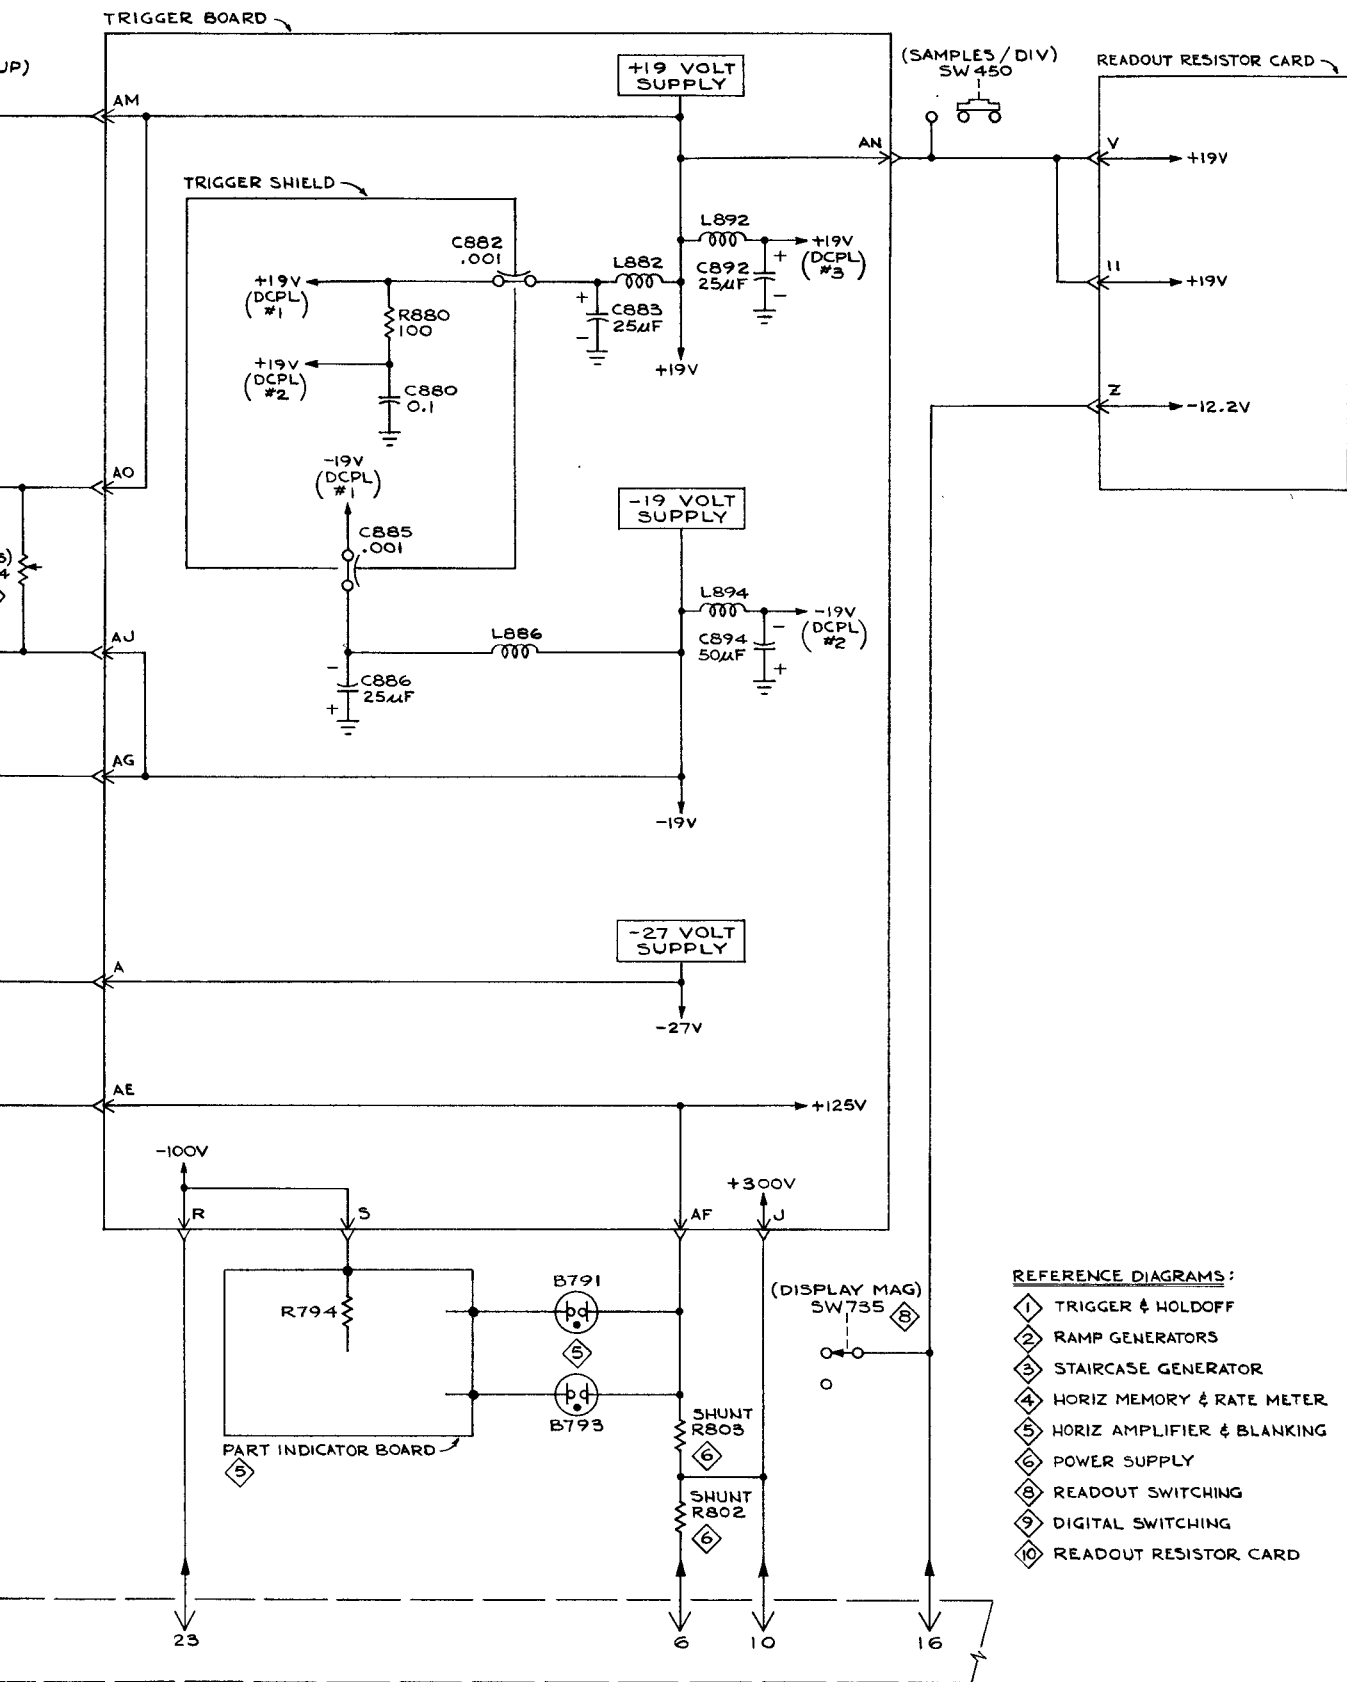 TRIGGER BOARD
UP)
+19 VOLT
SUPPLY
(SAMPLES/DIV)
SW450
READOUT RESISTOR CARD
AM
AN
V
+19V
TRIGGER SHIELD
L892
C882
.001
L882
C892
25µF
+
-
+19V
(DCPL
#3)
11
+19V
+19V
(DCPL
#1)
R880
100
+
-
C883
25µF
+19V
+19V
(DCPL
#2)
C880
0.1
Z
-12.2V
-19V
(DCPL
#1)
AO
-19 VOLT
SUPPLY
C885
.001
L894
C894
50µF
-
+
-19V
(DCPL
#2)
AJ
L886
-
+
C886
25µF
AG
-19V
-27 VOLT
SUPPLY
A
-27V
AE
+125V
-100V
+300V
R
S
AF
J
R794
B791
5
B793
(DISPLAY MAG)
SW735
8
SHUNT
R803
6
SHUNT
R802
6
PART INDICATOR BOARD
5
REFERENCE DIAGRAMS:
1 TRIGGER & HOLDOFF
2 RAMP GENERATORS
3 STAIRCASE GENERATOR
4 HORIZ MEMORY & RATE METER
5 HORIZ AMPLIFIER & BLANKING
6 POWER SUPPLY
8 READOUT SWITCHING
9 DIGITAL SWITCHING
10 READOUT RESISTOR CARD
23
6
10
16